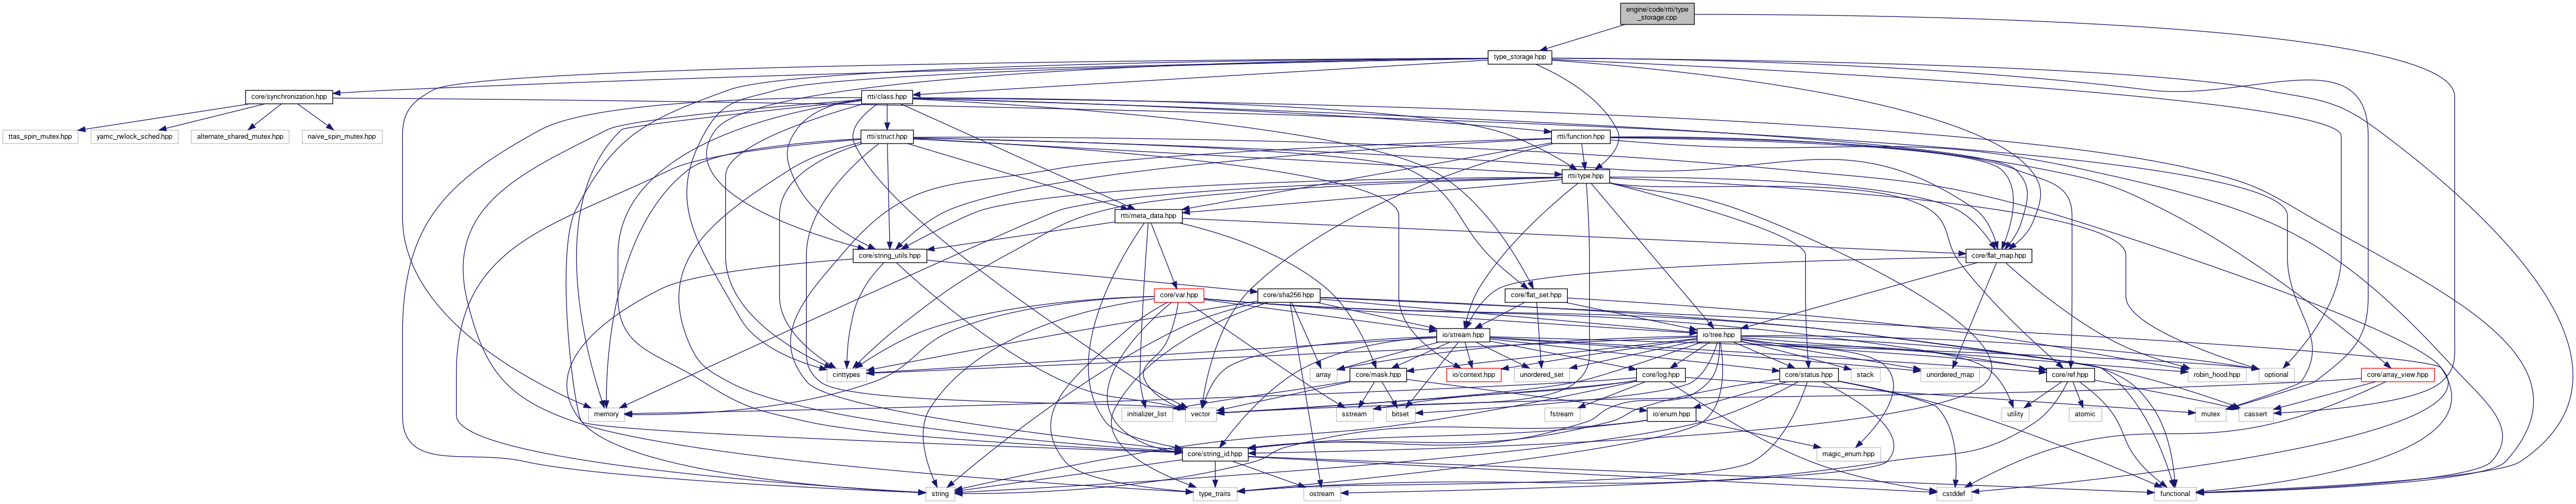 engine/code/rtti/type
_storage.cpp
type_storage.hpp
core/synchronization.hpp
rtti/class.hpp
ttas_spin_mutex.hpp
yamc_rwlock_sched.hpp
alternate_shared_mutex.hpp
naive_spin_mutex.hpp
rtti/struct.hpp
rtti/function.hpp
rtti/type.hpp
rtti/meta_data.hpp
core/string_utils.hpp
core/flat_map.hpp
core/var.hpp
core/sha256.hpp
core/flat_set.hpp
io/stream.hpp
io/tree.hpp
cinttypes
array
core/mask.hpp
io/context.hpp
unordered_set
core/log.hpp
core/status.hpp
stack
unordered_map
core/ref.hpp
robin_hood.hpp
optional
core/array_view.hpp
memory
initializer_list
vector
sstream
bitset
fstream
io/enum.hpp
utility
atomic
mutex
cassert
core/string_id.hpp
magic_enum.hpp
string
type_traits
ostream
cstddef
functional